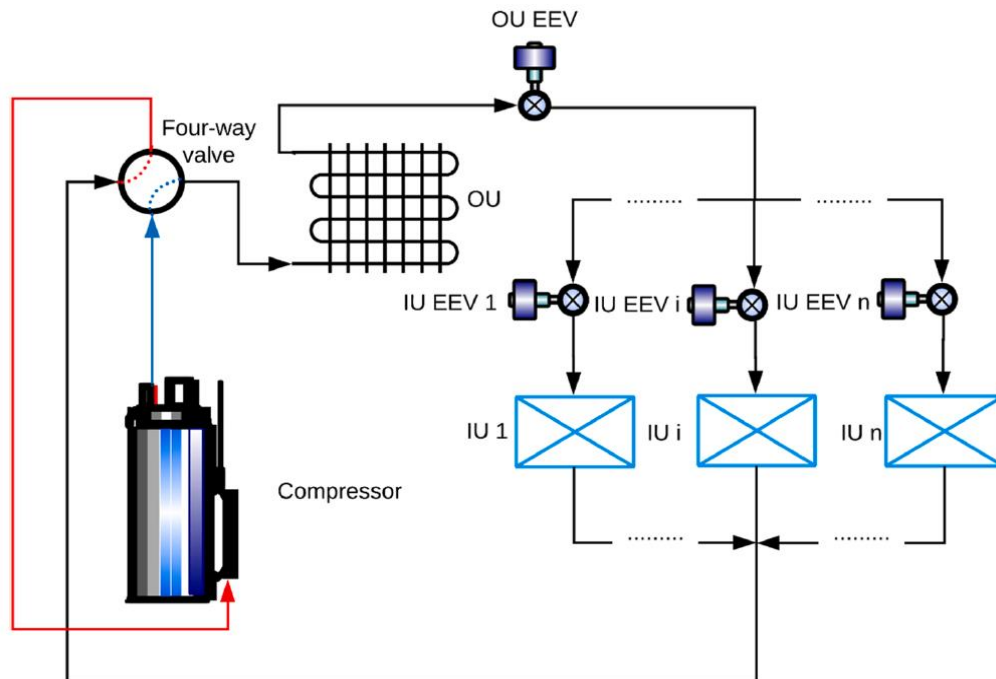 OU EEV
Four-way
valve
OU
IU EEV 1
IU EEV i
IU EEV n
IU 1
IU i
IU n
Compressor